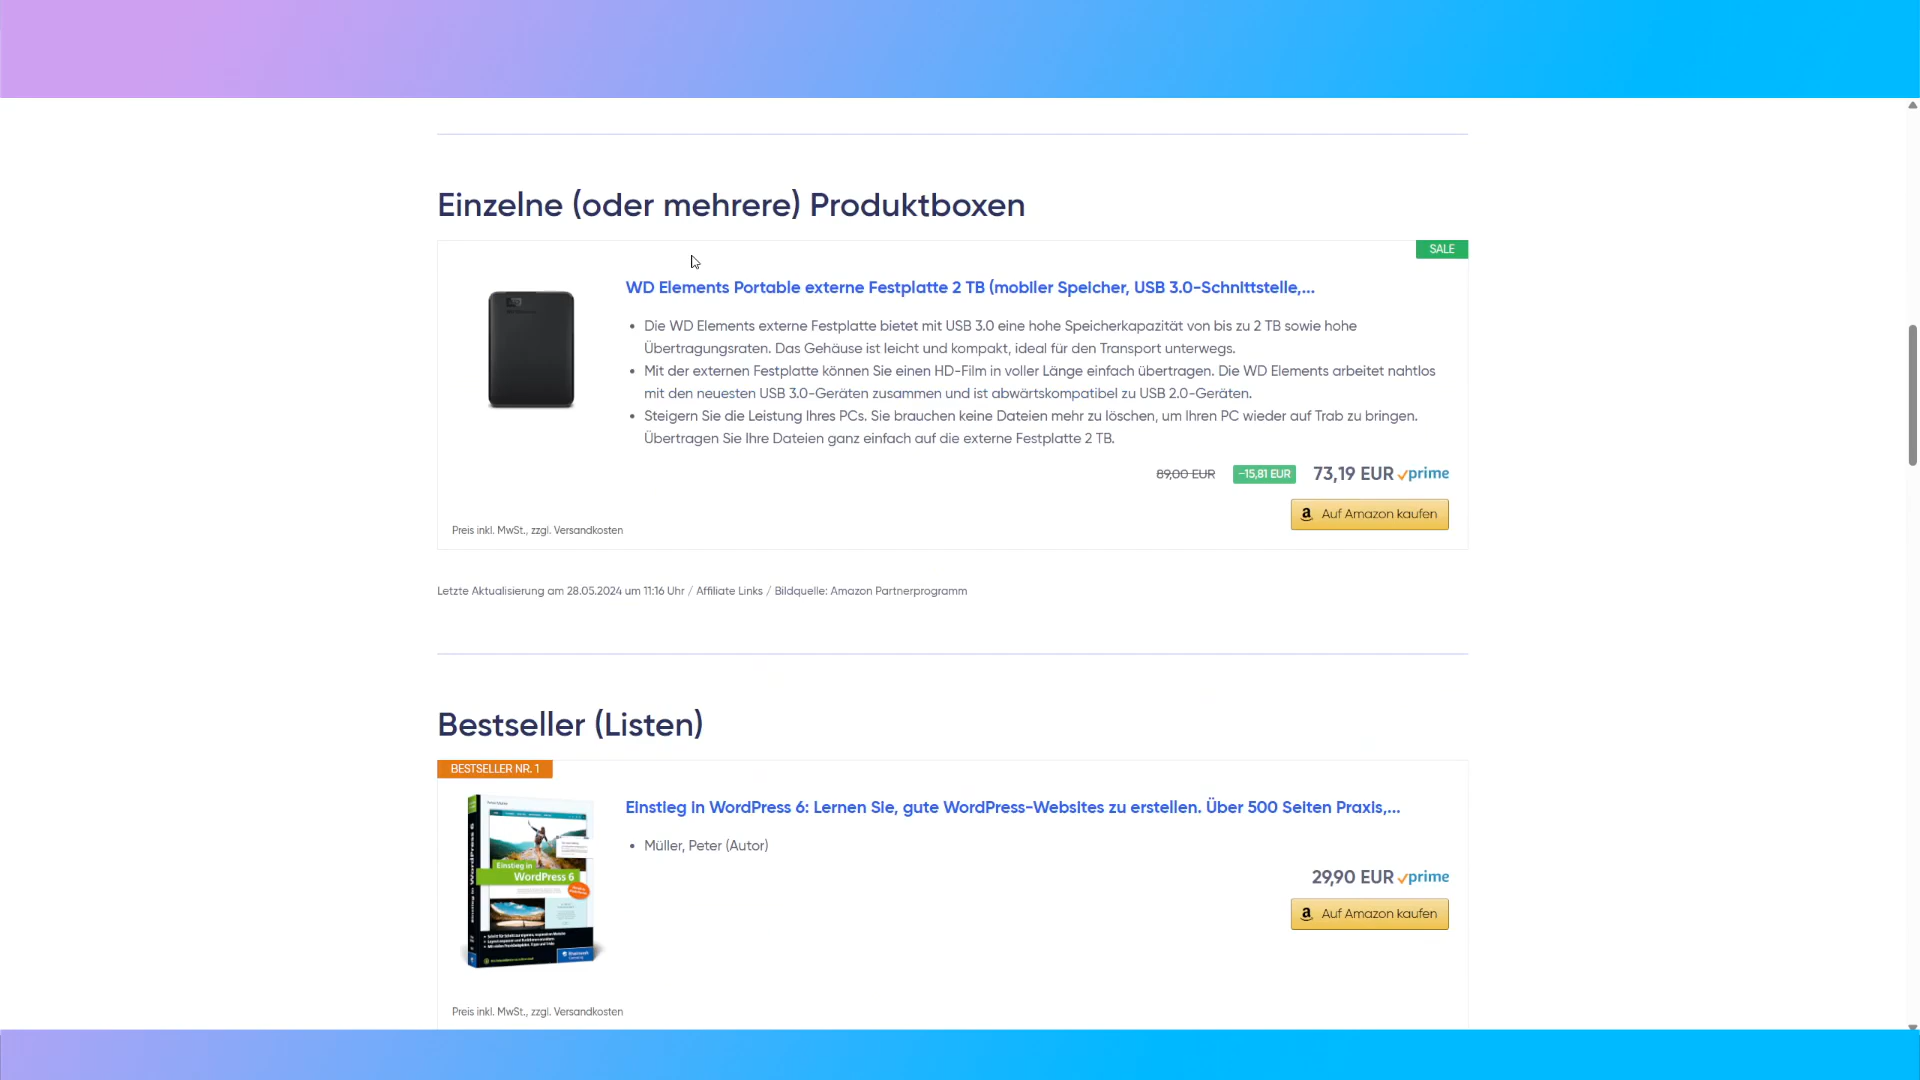 Einzelne (oder mehrere) Produktboxen
SALE
WD Elements Portable externe Festplatte 2 TB (mobiler Speicher, USB 3.0-Schnittstelle,...
• Die WD Elements externe Festplatte bietet mit USB 3.0 eine hohe Speicherkapazität von bis zu 2 TB sowie hohe
Übertragungsraten. Das Gehäuse ist leicht und kompakt, ideal für den Transport unterwegs.
• Mit der externen Festplatte können Sie einen HD-Film in voller Länge einfach übertragen. Die WD Elements arbeitet nahtlos
mit den neuesten USB 3.0-Geräten zusammen und ist abwärtskompatibel zu USB 2.0-Geräten.
• Steigern Sie die Leistung Ihres PCs. Sie brauchen keine Dateien mehr zu löschen, um Ihren PC wieder auf Trab zu bringen.
Übertragen Sie Ihre Dateien ganz einfach auf die externe Festplatte 2 TB.
89,00 EUR −15,81 EUR 73,19 EUR prime
Auf Amazon kaufen
Preis inkl. MwSt., zzgl. Versandkosten
Letzte Aktualisierung am 28.05.2024 um 11:16 Uhr / Affiliate Links / Bildquelle: Amazon Partnerprogramm
Bestseller (Listen)
BESTSELLER NR. 1
Einstieg in WordPress 6: Lernen Sie, gute WordPress-Websites zu erstellen. Über 500 Seiten Praxis,...
• Müller, Peter (Autor)
Einstieg in
WordPress 6
29,90 EUR prime
Auf Amazon kaufen
Preis inkl. MwSt., zzgl. Versandkosten